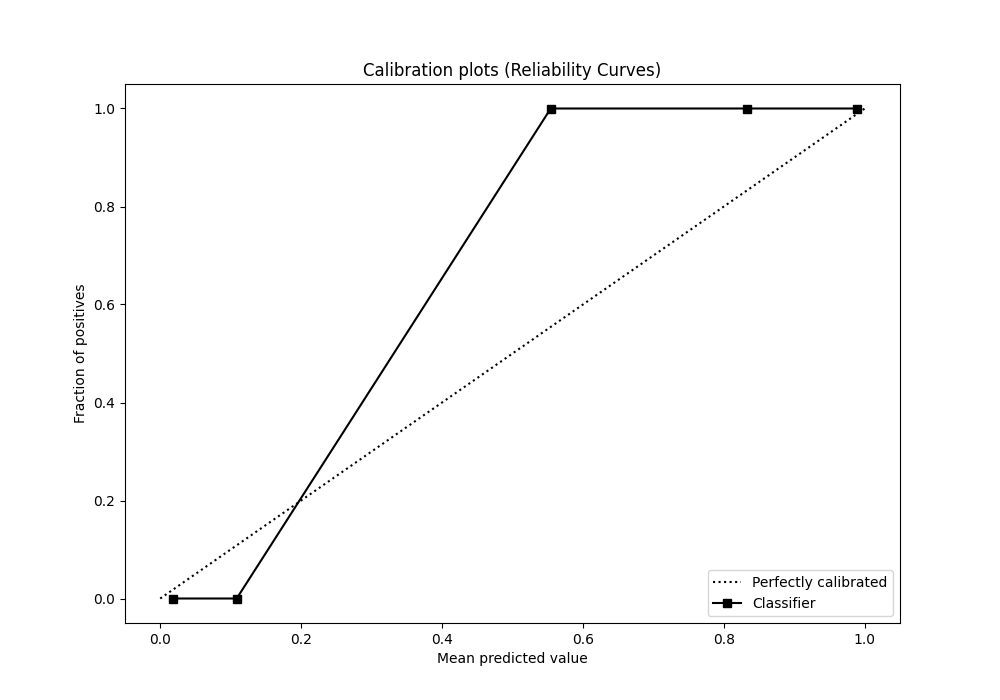 Calibration plots (Reliability Curves)
1.0
0.8
0.6
0.4
0.2
0.0
Fraction of positives
0.0 0.2 0.4 0.6 0.8 1.0
Mean predicted value
Perfectly calibrated
Classifier